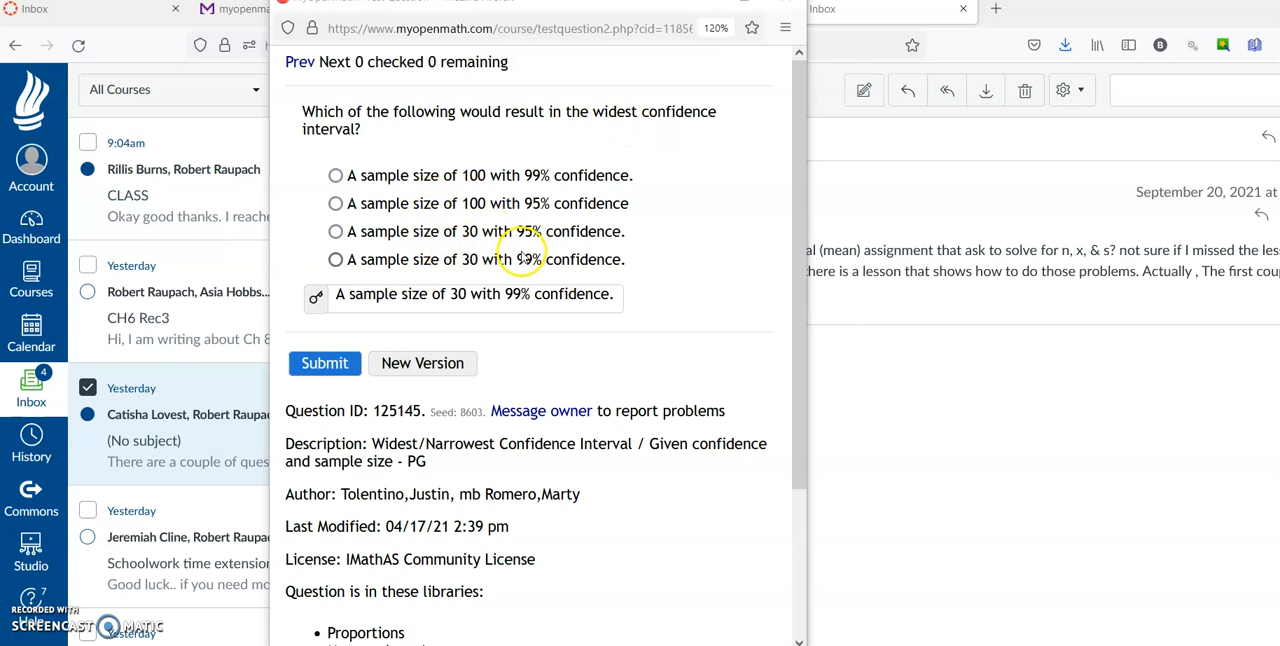 Inbox
myopenm
Inbox
https://www.myopenmath.com/course/testquestion2.php?cid=1185
120%
Prev Next 0 checked 0 remaining
Which of the following would result in the widest confidence
interval?
A sample size of 100 with 99% confidence.
A sample size of 100 with 95% confidence
A sample size of 30 with 95% confidence.
A sample size of 30 with 99% confidence.
A sample size of 30 with 99% confidence.
Submit
New Version
Question ID: 125145. Seed: 8603. Message owner to report problems
Description: Widest/Narrowest Confidence Interval / Given confidence
and sample size - PG
Author: Tolentino,Justin, mb Romero,Marty
Last Modified: 04/17/21 2:39 pm
License: IMathAS Community License
Question is in these libraries:
• Proportions
Account
Dashboard
Courses
Calendar
4
Inbox
History
Commons
Studio
7
Help
All Courses
9:04am
Rillis Burns, Robert Raupach
CLASS
Okay good thanks. I reache
Yesterday
Robert Raupach, Asia Hobbs...
CH6 Rec3
Hi, I am writing about Ch 8
Yesterday
Catisha Lovest, Robert Raupa
(No subject)
There are a couple of ques
Yesterday
Jeremiah Cline, Robert Raupa
Schoolwork time extension
Good luck.. if you need mo
Yesterday
September 20, 2021 at
al (mean) assignment that ask to solve for n, x, & s? not sure if I missed the les
here is a lesson that shows how to do those problems. Actually , The first cou
RECORDED WITH
SCREENCAST MATIC